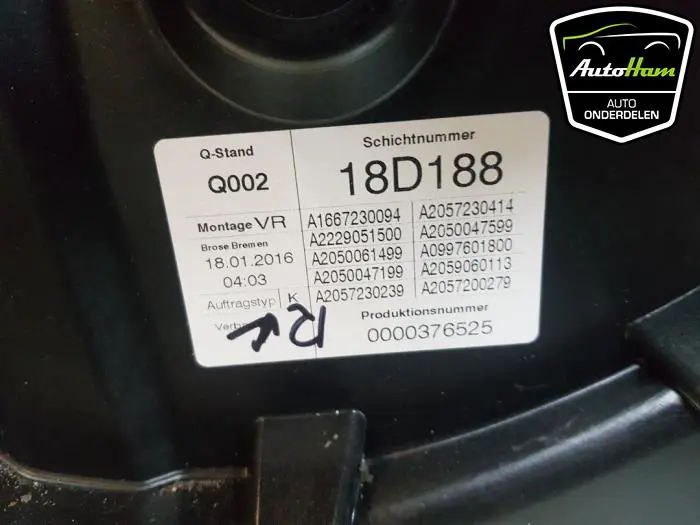 AutoHam
AUTO
ONDERDELEN
Q-Stand
Q002
Schichtnummer
18D188
Montage VR
Brose.Bremen
18.01.2016
04:03
Auftragstyp K
A1667230094 A2057230414
A2229051500 A2050047599
A2050061499 A0997601800
A2050047199 A2059060113
A2057230239 A2057200279
Produktionsnummer
0000376525